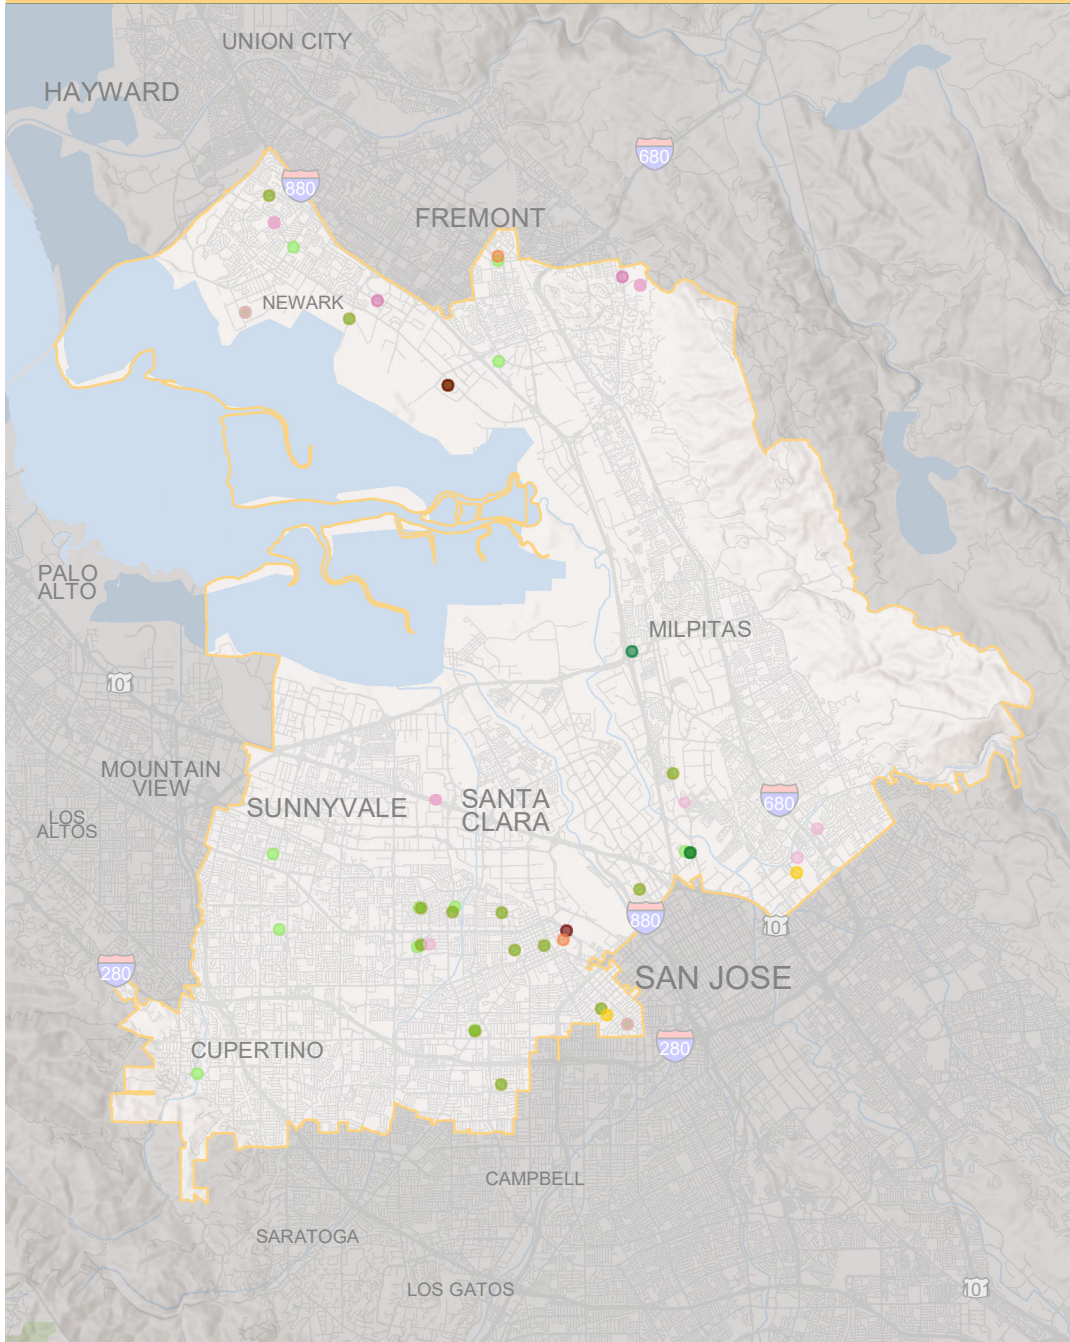 UNION CITY
HAYWARD
680
880
FREMONT
NEWARK
PALO
ALTO
MILPITAS
101
MOUNTAIN
VIEW
680
SUNNYVALE
SANTA
CLARA
LOS
ALTOS
880
101
280
SAN JOSE
280
CUPERTINO
CAMPBELL
SARATOGA
LOS GATOS
101